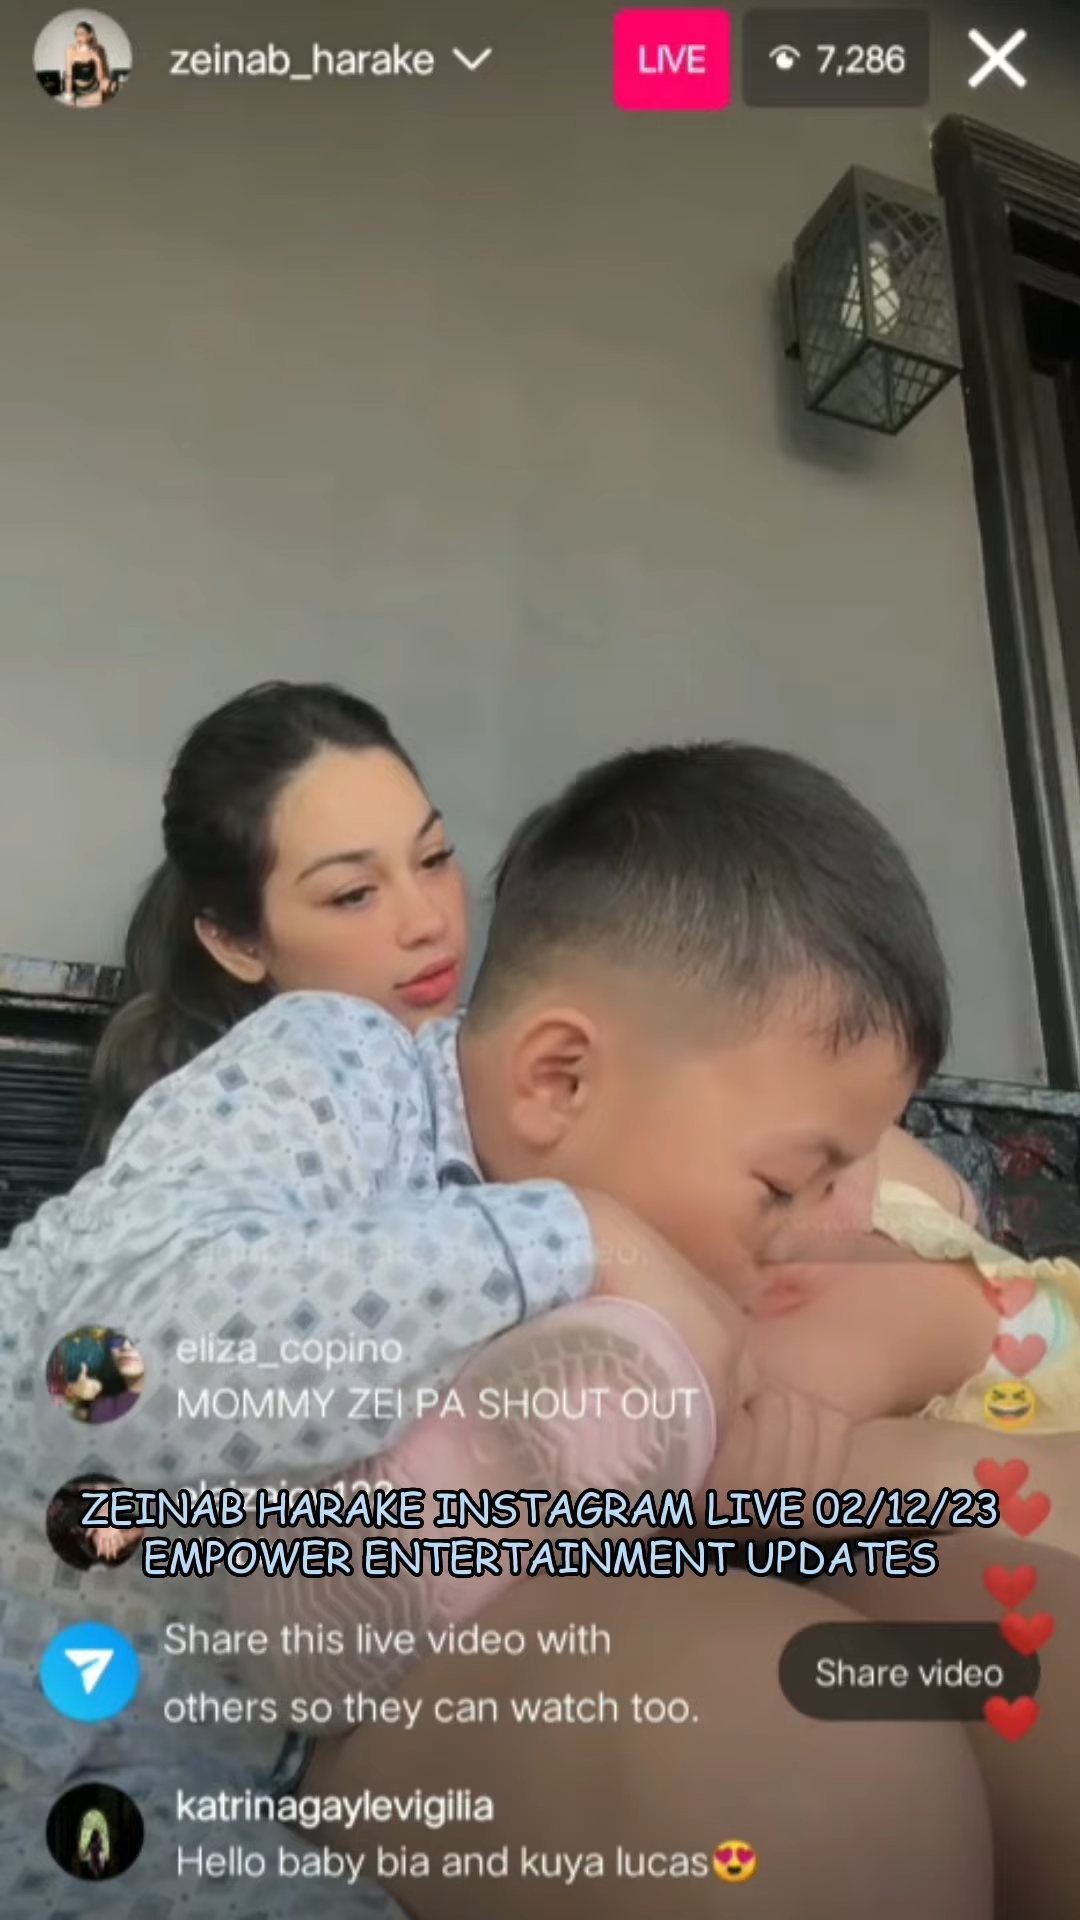 zeinab_harake
LIVE
7,286
eliza_copino
MOMMY ZEI PA SHOUT OUT
ZEINAB HARAKE INSTAGRAM LIVE 02/12/23
EMPOWER ENTERTAINMENT UPDATES
Share this live video with
others so they can watch too.
Share video
katrinagaylevigilia
Hello baby bia and kuya lucas😍